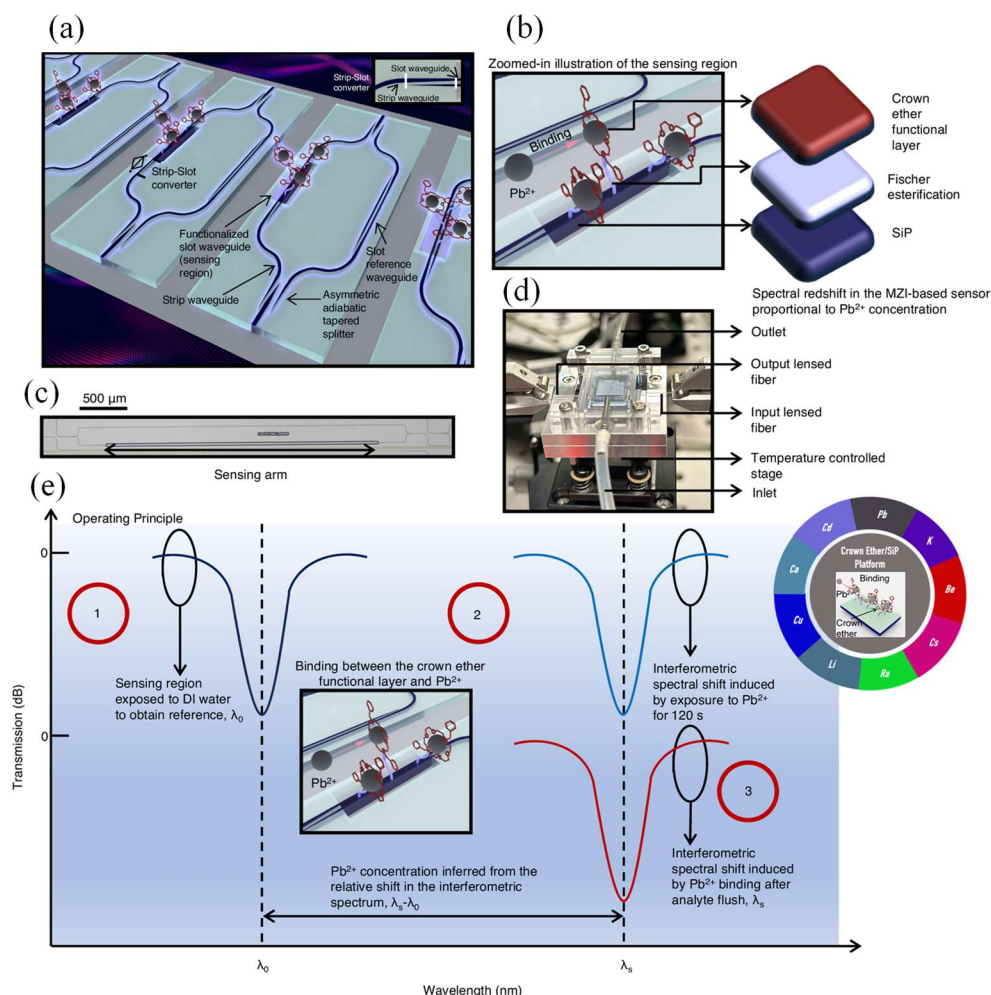 (a)
Strip-Slot
converter
Slot waveguide
Strip waveguide
Strip-Slot
converter
Functionalized
slot waveguide
(sensing
region)
Strip waveguide
Slot
reference
waveguide
Asymmetric
adiabatic
tapered
splitter
(b)
Zoomed-in illustration of the sensing region
Binding
Pb²⁺
Crown
ether
functional
layer
Fischer
esterification
SiP
Spectral redshift in the MZI-based sensor
proportional to Pb²⁺ concentration
(c)
500 μm
Sensing arm
(d)
Outlet
Output lensed
fiber
Input lensed
fiber
Temperature controlled
stage
Inlet
(e)
Operating Principle
Transmission (dB)
0
0
1
Sensing region
exposed to DI water
to obtain reference, λ₀
2
Binding between the crown ether
functional layer and Pb²⁺
Pb²⁺
Interferometric
spectral shift induced
by exposure to Pb²⁺
for 120 s
3
Interferometric
spectral shift induced
by Pb²⁺ binding after
analyte flush, λₛ
Pb²⁺ concentration inferred from the
relative shift in the interferometric
spectrum, λₛ-λ₀
λ₀
λₛ
Wavelength (nm)
Cd
Pb
K
Ca
Be
Cu
Cs
Li
Ra
Crown Ether/SiP
Platform
Binding
Pb²⁺
Crown
ether